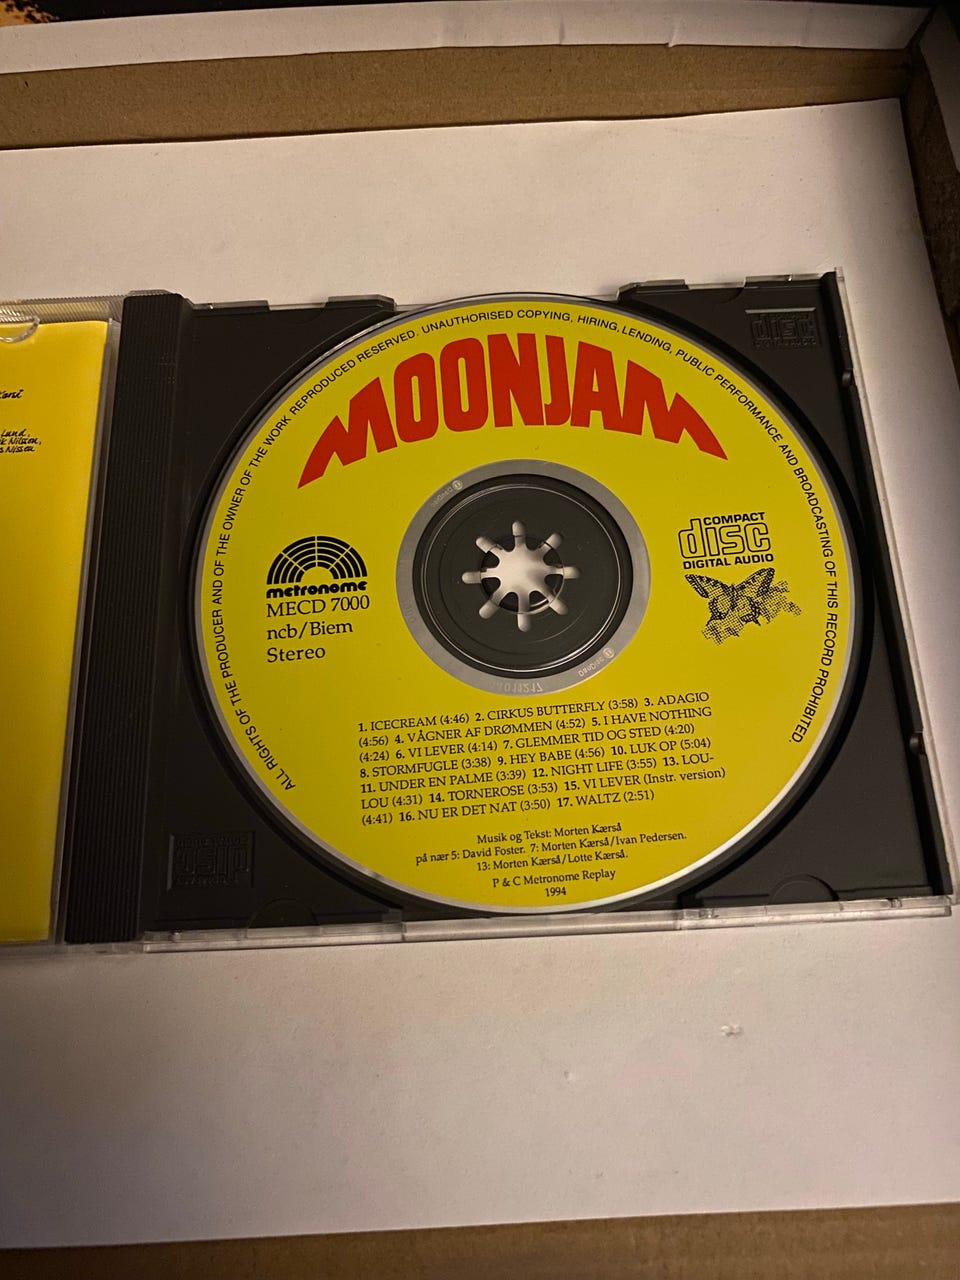 Lund,
Nilsson,
Nissen
ALL RIGHTS OF THE PRODUCER AND OF THE OWNER OF THE WORK REPRODUCED RESERVED. UNAUTHORISED COPYING, HIRING, LENDING, PUBLIC PERFORMANCE AND BROADCASTING OF THIS RECORD PROHIBITED.
MOONJAM
metronome
MECD 7000
ncb/Biem
Stereo
COMPACT
disc
DIGITAL AUDIO
1. ICECREAM (4:46) 2. CIRKUS BUTTERFLY (3:58) 3. ADAGIO
(4:56) 4. VÅGNER AF DRØMMEN (4:52) 5. I HAVE NOTHING
(4:24) 6. VI LEVER (4:14) 7. GLEMMER TID OG STED (4:20)
8. STORMFUGLE (3:38) 9. HEY BABE (4:56) 10. LUK OP (5:04)
11. UNDER EN PALME (3:39) 12. NIGHT LIFE (3:55) 13. LOU-
LOU (4:31) 14. TORNEROSE (3:53) 15. VI LEVER (Instr. version)
(4:41) 16. NU ER DET NAT (3:50) 17. WALTZ (2:51)
Musik og Tekst: Morten Kærså
på nær 5: David Foster. 7: Morten Kærså/Ivan Pedersen.
13: Morten Kærså/Lotte Kærså.
P & C Metronome Replay
1994